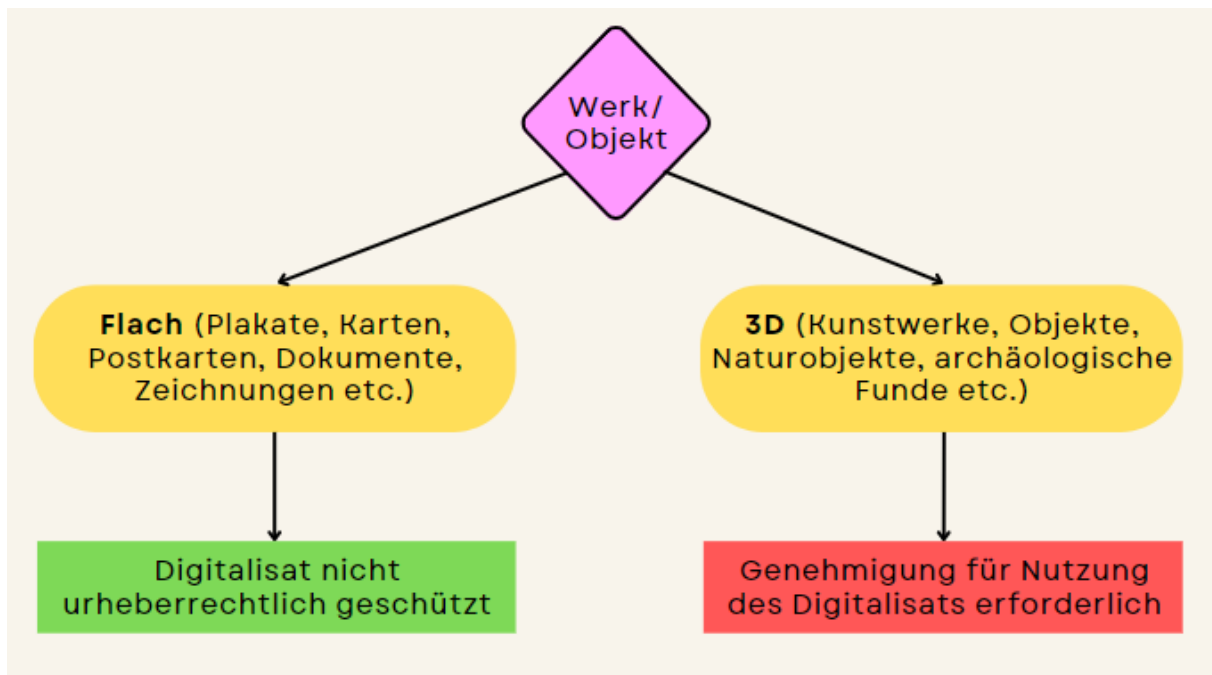 Werk/
Objekt
Flach (Plakate, Karten,
Postkarten, Dokumente,
Zeichnungen etc.)
3D (Kunstwerke, Objekte,
Naturobjekte, archäologische
Funde etc.)
Digitalisat nicht
urheberrechtlich geschützt
Genehmigung für Nutzung
des Digitalisats erforderlich